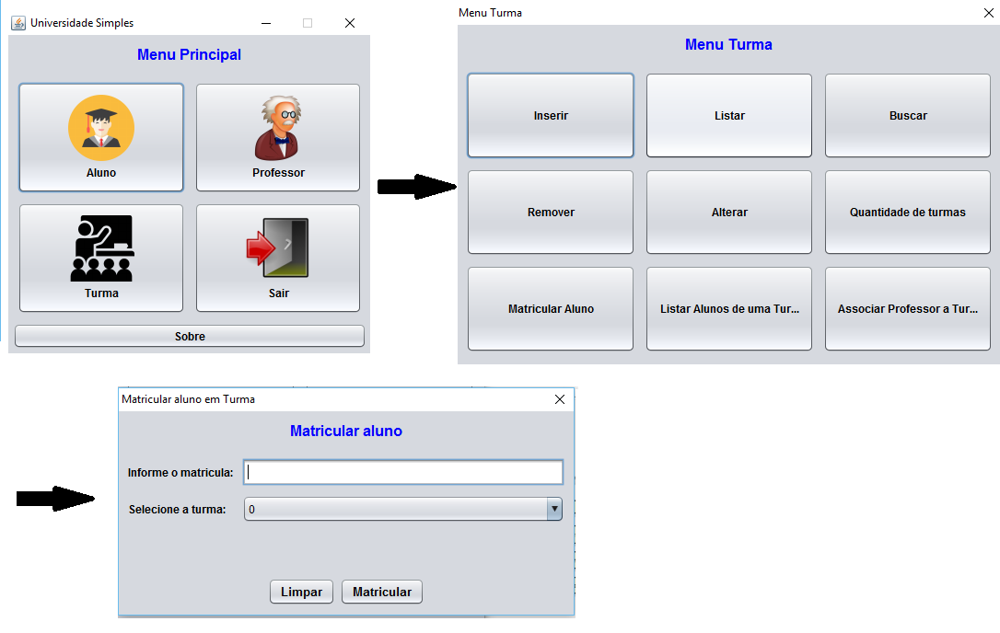 Universidade Simples
Menu Principal
Aluno
Professor
Turma
Sair
Sobre
Menu Turma
Menu Turma
Inserir
Listar
Buscar
Remover
Alterar
Quantidade de turmas
Matricular Aluno
Listar Alunos de uma Tur...
Associar Professor a Tur...
Matricular aluno em Turma
Matricular aluno
Informe o matricula:
Selecione a turma:
0
Limpar
Matricular